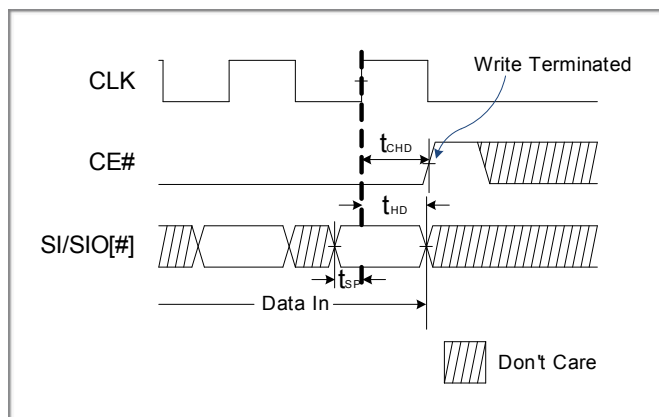 Write Terminated
CLK
tCHD
CE#
tHD
SI/SIO[#]
tSP
Data In
Don't Care